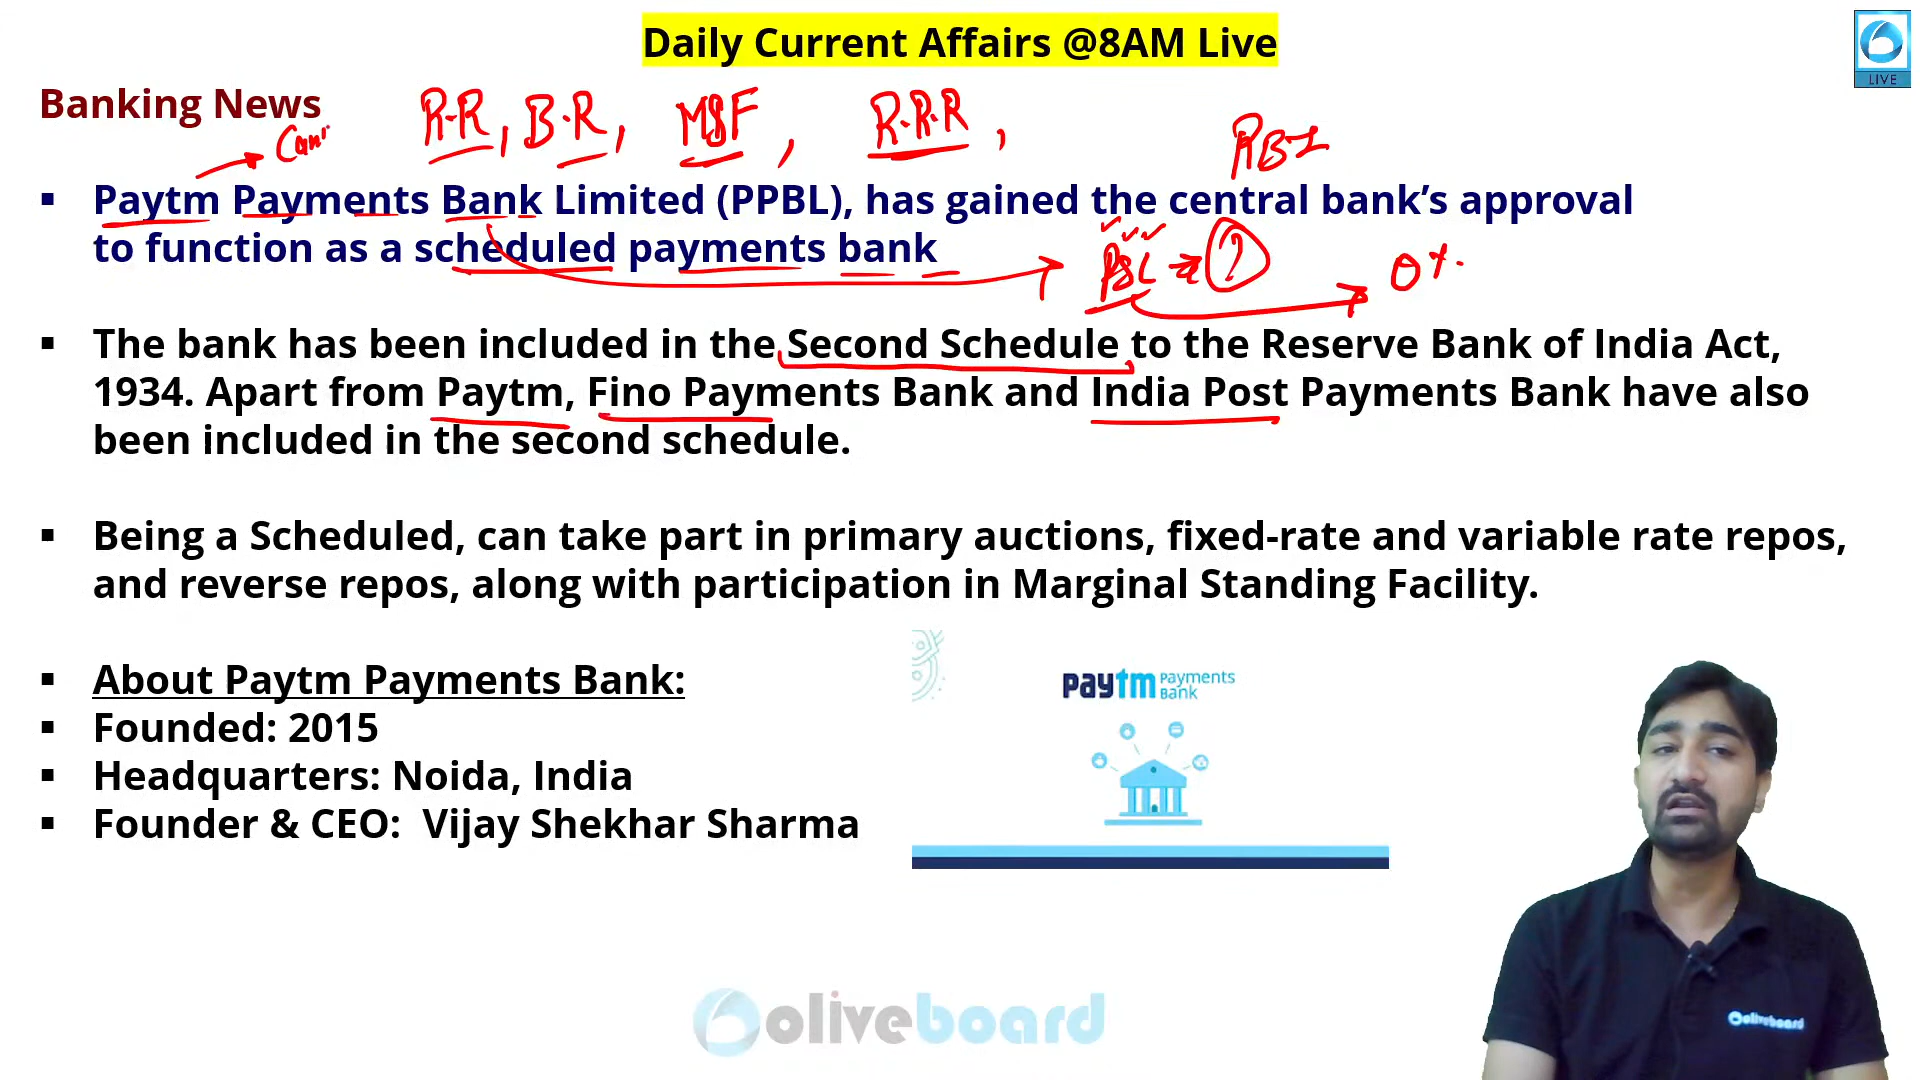 Daily Current Affairs @8AM Live
LIVE
Banking News
R.R, B.R, MSF, R.R.R,
RBI
▪ Paytm Payments Bank Limited (PPBL), has gained the central bank’s approval
to function as a scheduled payments bank
PSL → ?
0%
▪ The bank has been included in the Second Schedule to the Reserve Bank of India Act,
1934. Apart from Paytm, Fino Payments Bank and India Post Payments Bank have also
been included in the second schedule.
▪ Being a Scheduled, can take part in primary auctions, fixed-rate and variable rate repos,
and reverse repos, along with participation in Marginal Standing Facility.
▪ About Paytm Payments Bank:
▪ Founded: 2015
▪ Headquarters: Noida, India
▪ Founder & CEO: Vijay Shekhar Sharma
paytm Payments
Bank
oliveboard
oliveboard